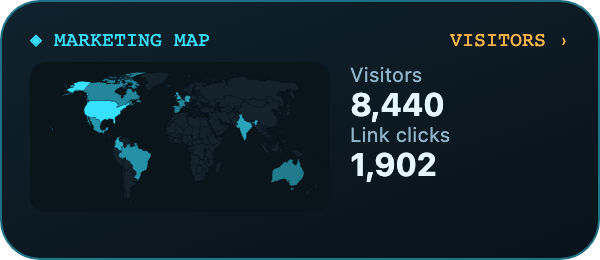 ◈ MARKETING MAP
VISITORS ›
Visitors
8,440
Link clicks
1,902